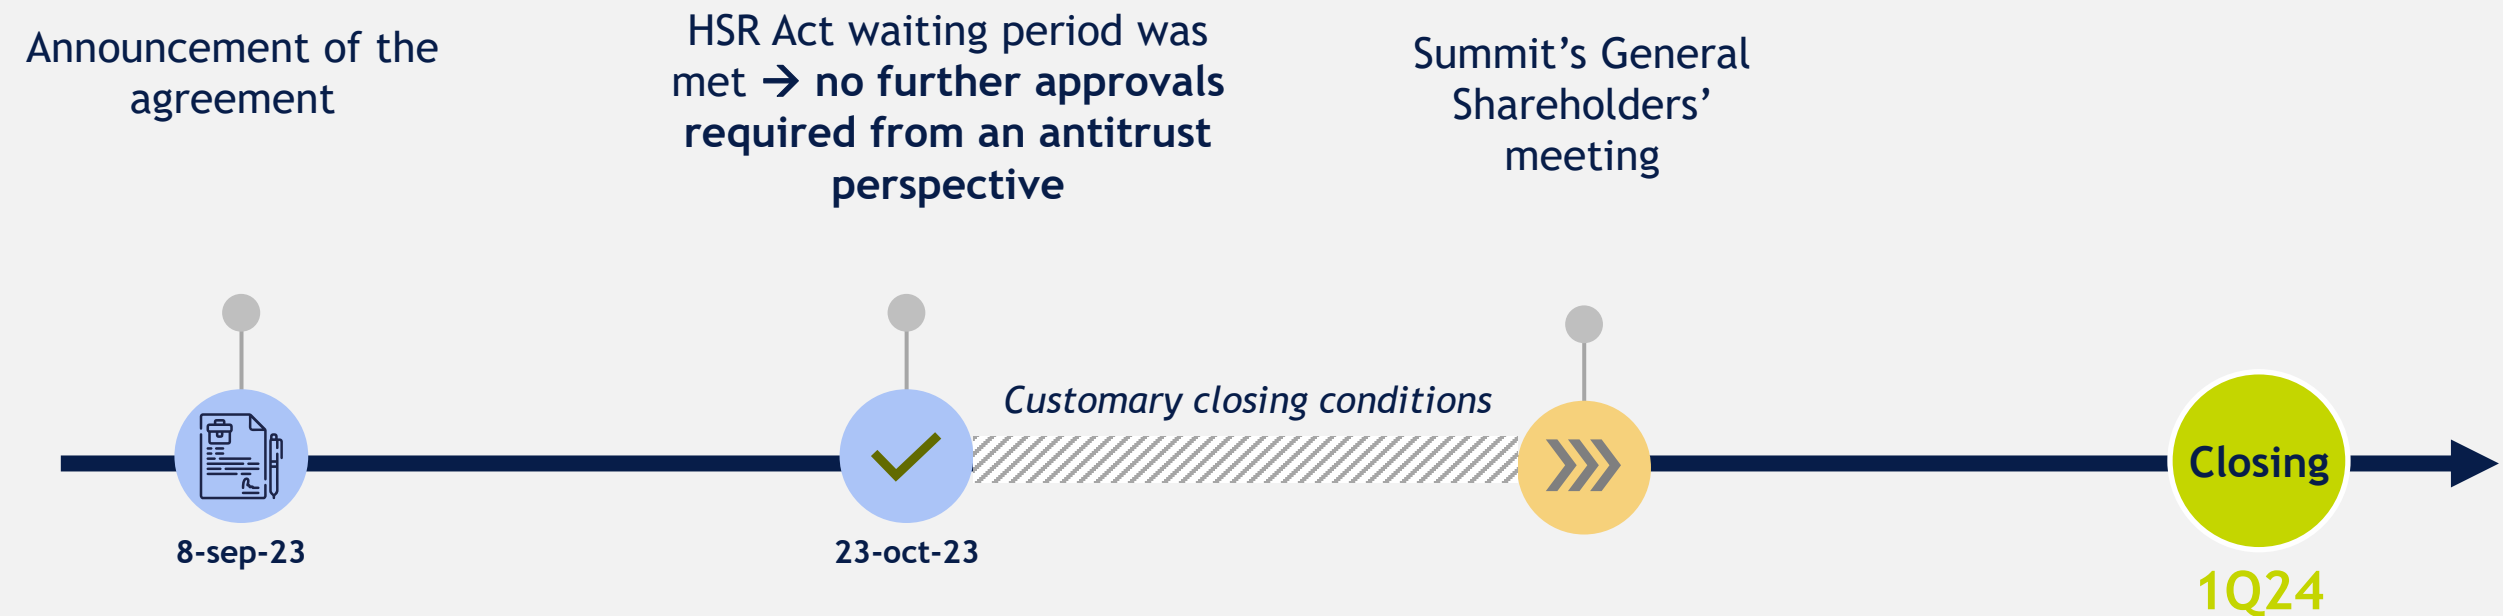 Announcement of the
agreement
HSR Act waiting period was
met → no further approvals
required from an antitrust
perspective
Summit’s General
Shareholders’
meeting
Customary closing conditions
Closing
8-sep-23
23-oct-23
1Q24